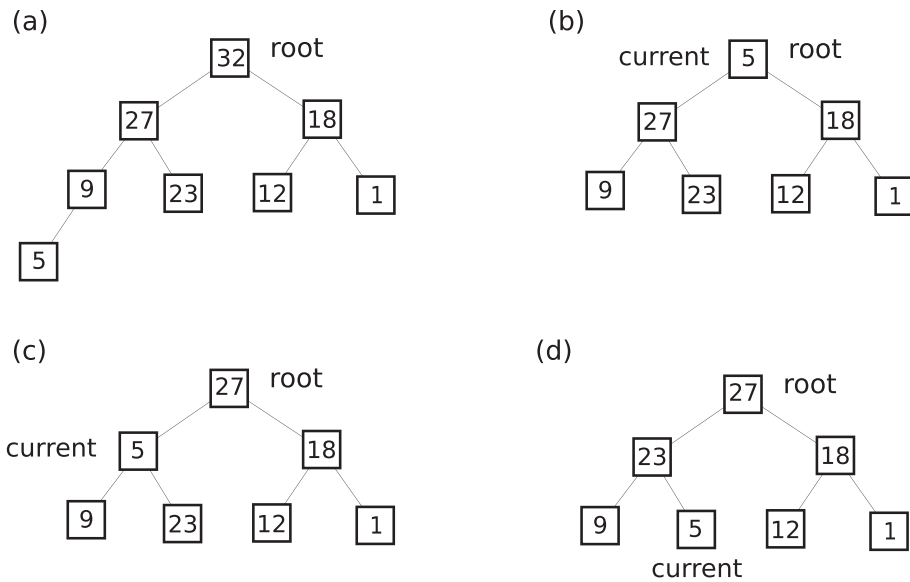 (a)
32 root
27 18
9 23 12 1
5
(b)
current 5 root
27 18
9 23 12 1
(c)
27 root
current 5 18
9 23 12 1
(d)
27 root
23 18
9 5 12 1
current